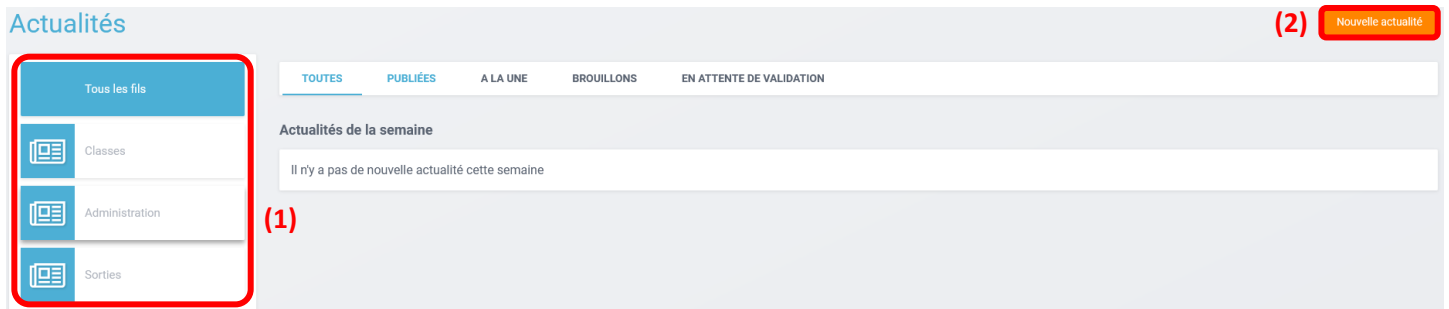 Actualités
(2)
Nouvelle actualité
Tous les fils
TOUTES PUBLIÉES A LA UNE BROUILLONS EN ATTENTE DE VALIDATION
Actualités de la semaine
Classes
Il n'y a pas de nouvelle actualité cette semaine
Administration
(1)
Sorties